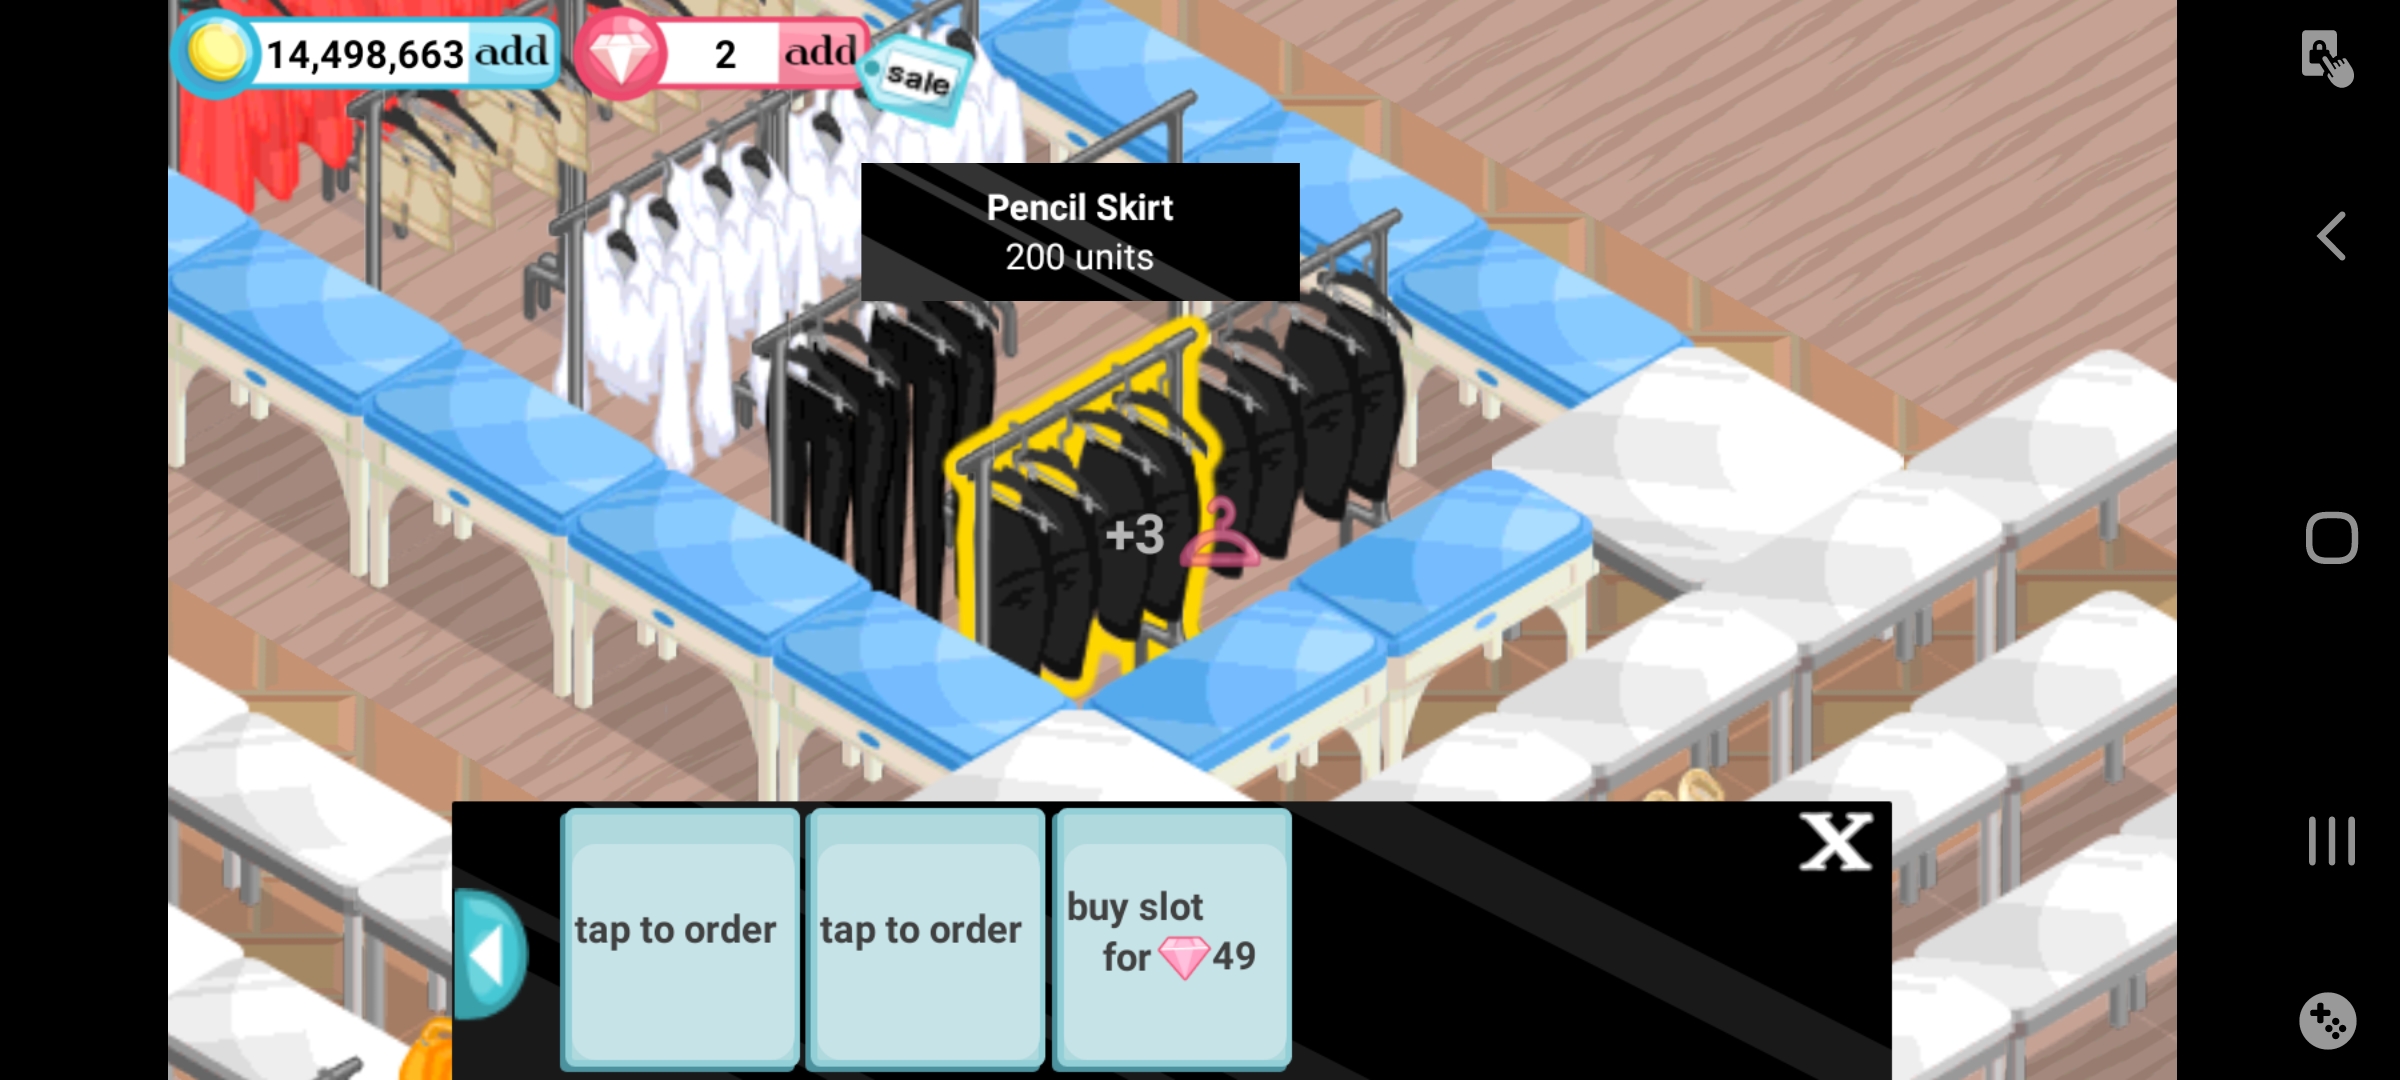 14,498,663 add
2 add
sale
Pencil Skirt
200 units
+3
tap to order
tap to order
buy slot
for 49
X